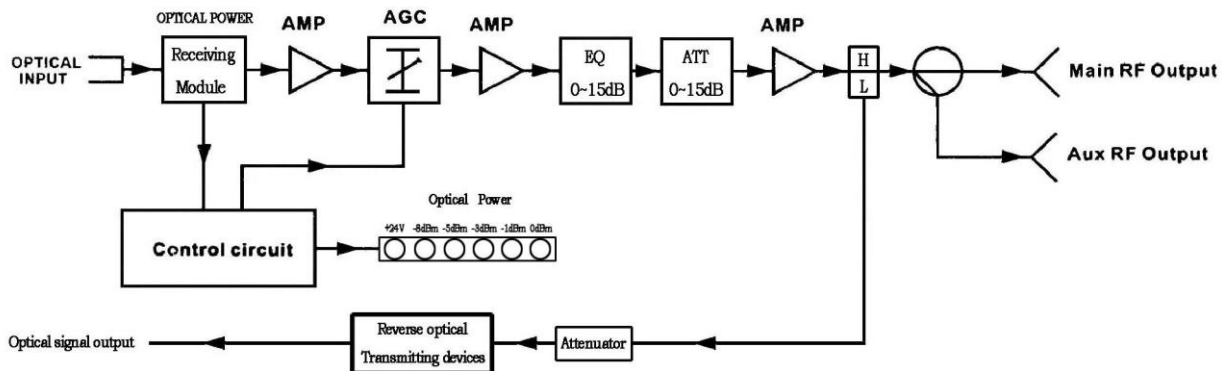 OPTICAL POWER
AMP
AGC
AMP
AMP
OPTICAL
INPUT
Receiving
Module
EQ
0~15dB
ATT
0~15dB
H
L
Main RF Output
Aux RF Output
Optical Power
+24V -8dBm -5dBm -3dBm -1dBm 0dBm
Control circuit
Optical signal output
Reverse optical
Transmitting devices
Attenuator